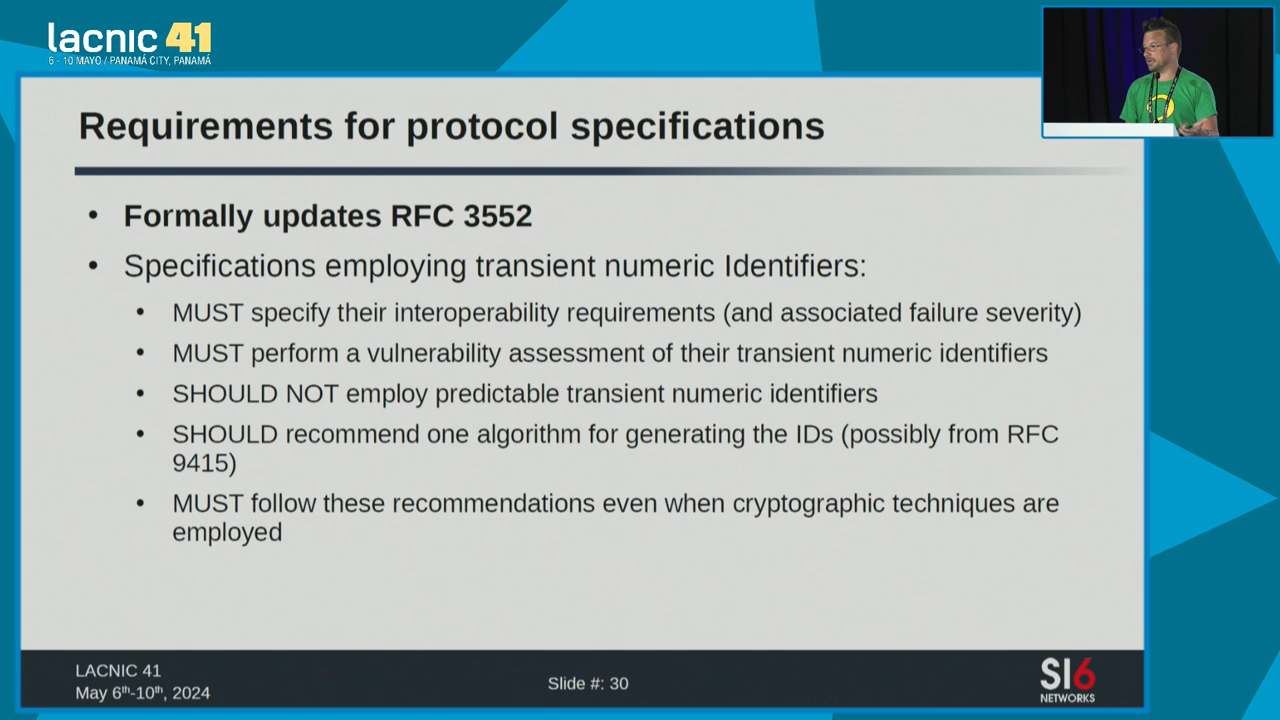 lacnic 41
6 - 10 MAYO / PANAMÁ CITY, PANAMÁ
Requirements for protocol specifications
• Formally updates RFC 3552
• Specifications employing transient numeric Identifiers:
• MUST specify their interoperability requirements (and associated failure severity)
• MUST perform a vulnerability assessment of their transient numeric identifiers
• SHOULD NOT employ predictable transient numeric identifiers
• SHOULD recommend one algorithm for generating the IDs (possibly from RFC
9415)
• MUST follow these recommendations even when cryptographic techniques are
employed
LACNIC 41
May 6th-10th, 2024
Slide #: 30
SI6
NETWORKS